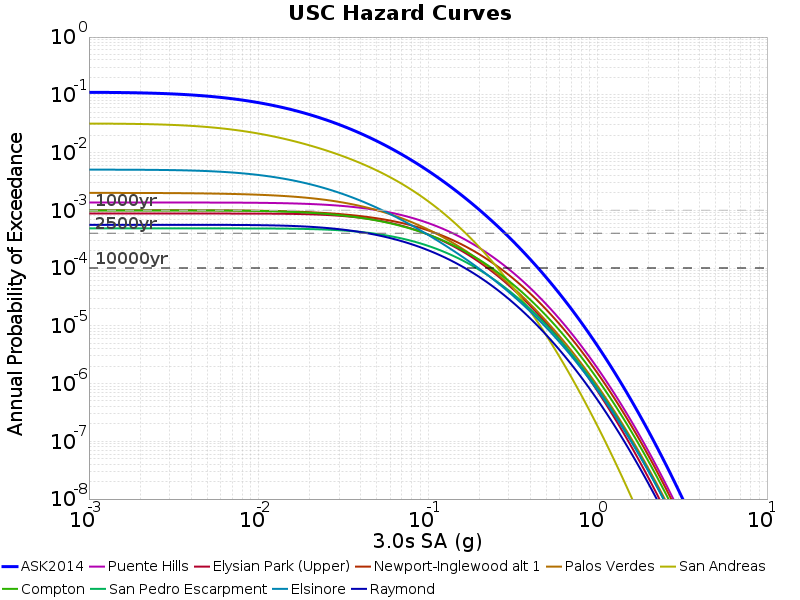 USC Hazard Curves
Annual Probability of Exceedance
10^0
10^-1
10^-2
10^-3
10^-4
10^-5
10^-6
10^-7
10^-8
1000yr
2500yr
10000yr
10^-3 10^-2 10^-1 10^0 10^1
3.0s SA (g)
ASK2014 Puente Hills Elysian Park (Upper) Newport-Inglewood alt 1 Palos Verdes San Andreas
Compton San Pedro Escarpment Elsinore Raymond